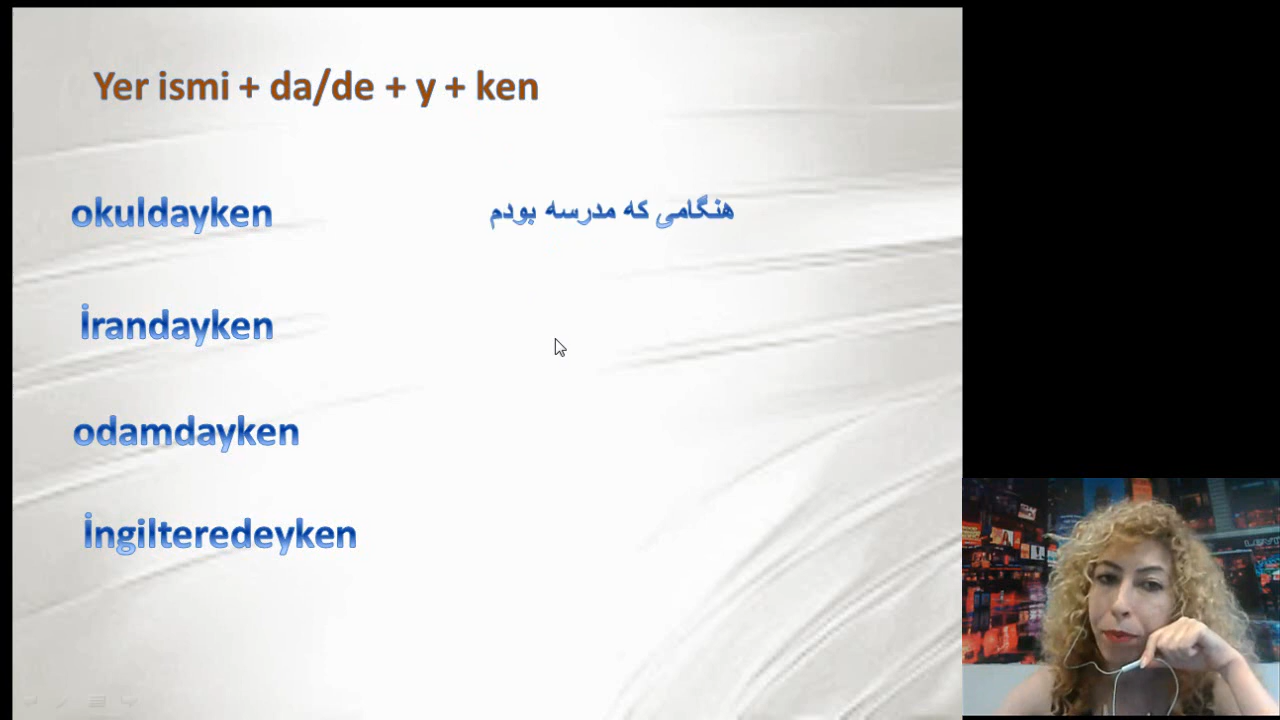 Yer ismi + da/de + y + ken
okuldayken
هنگامی که مدرسه بودم
İrandayken
odamdayken
İngilteredeyken